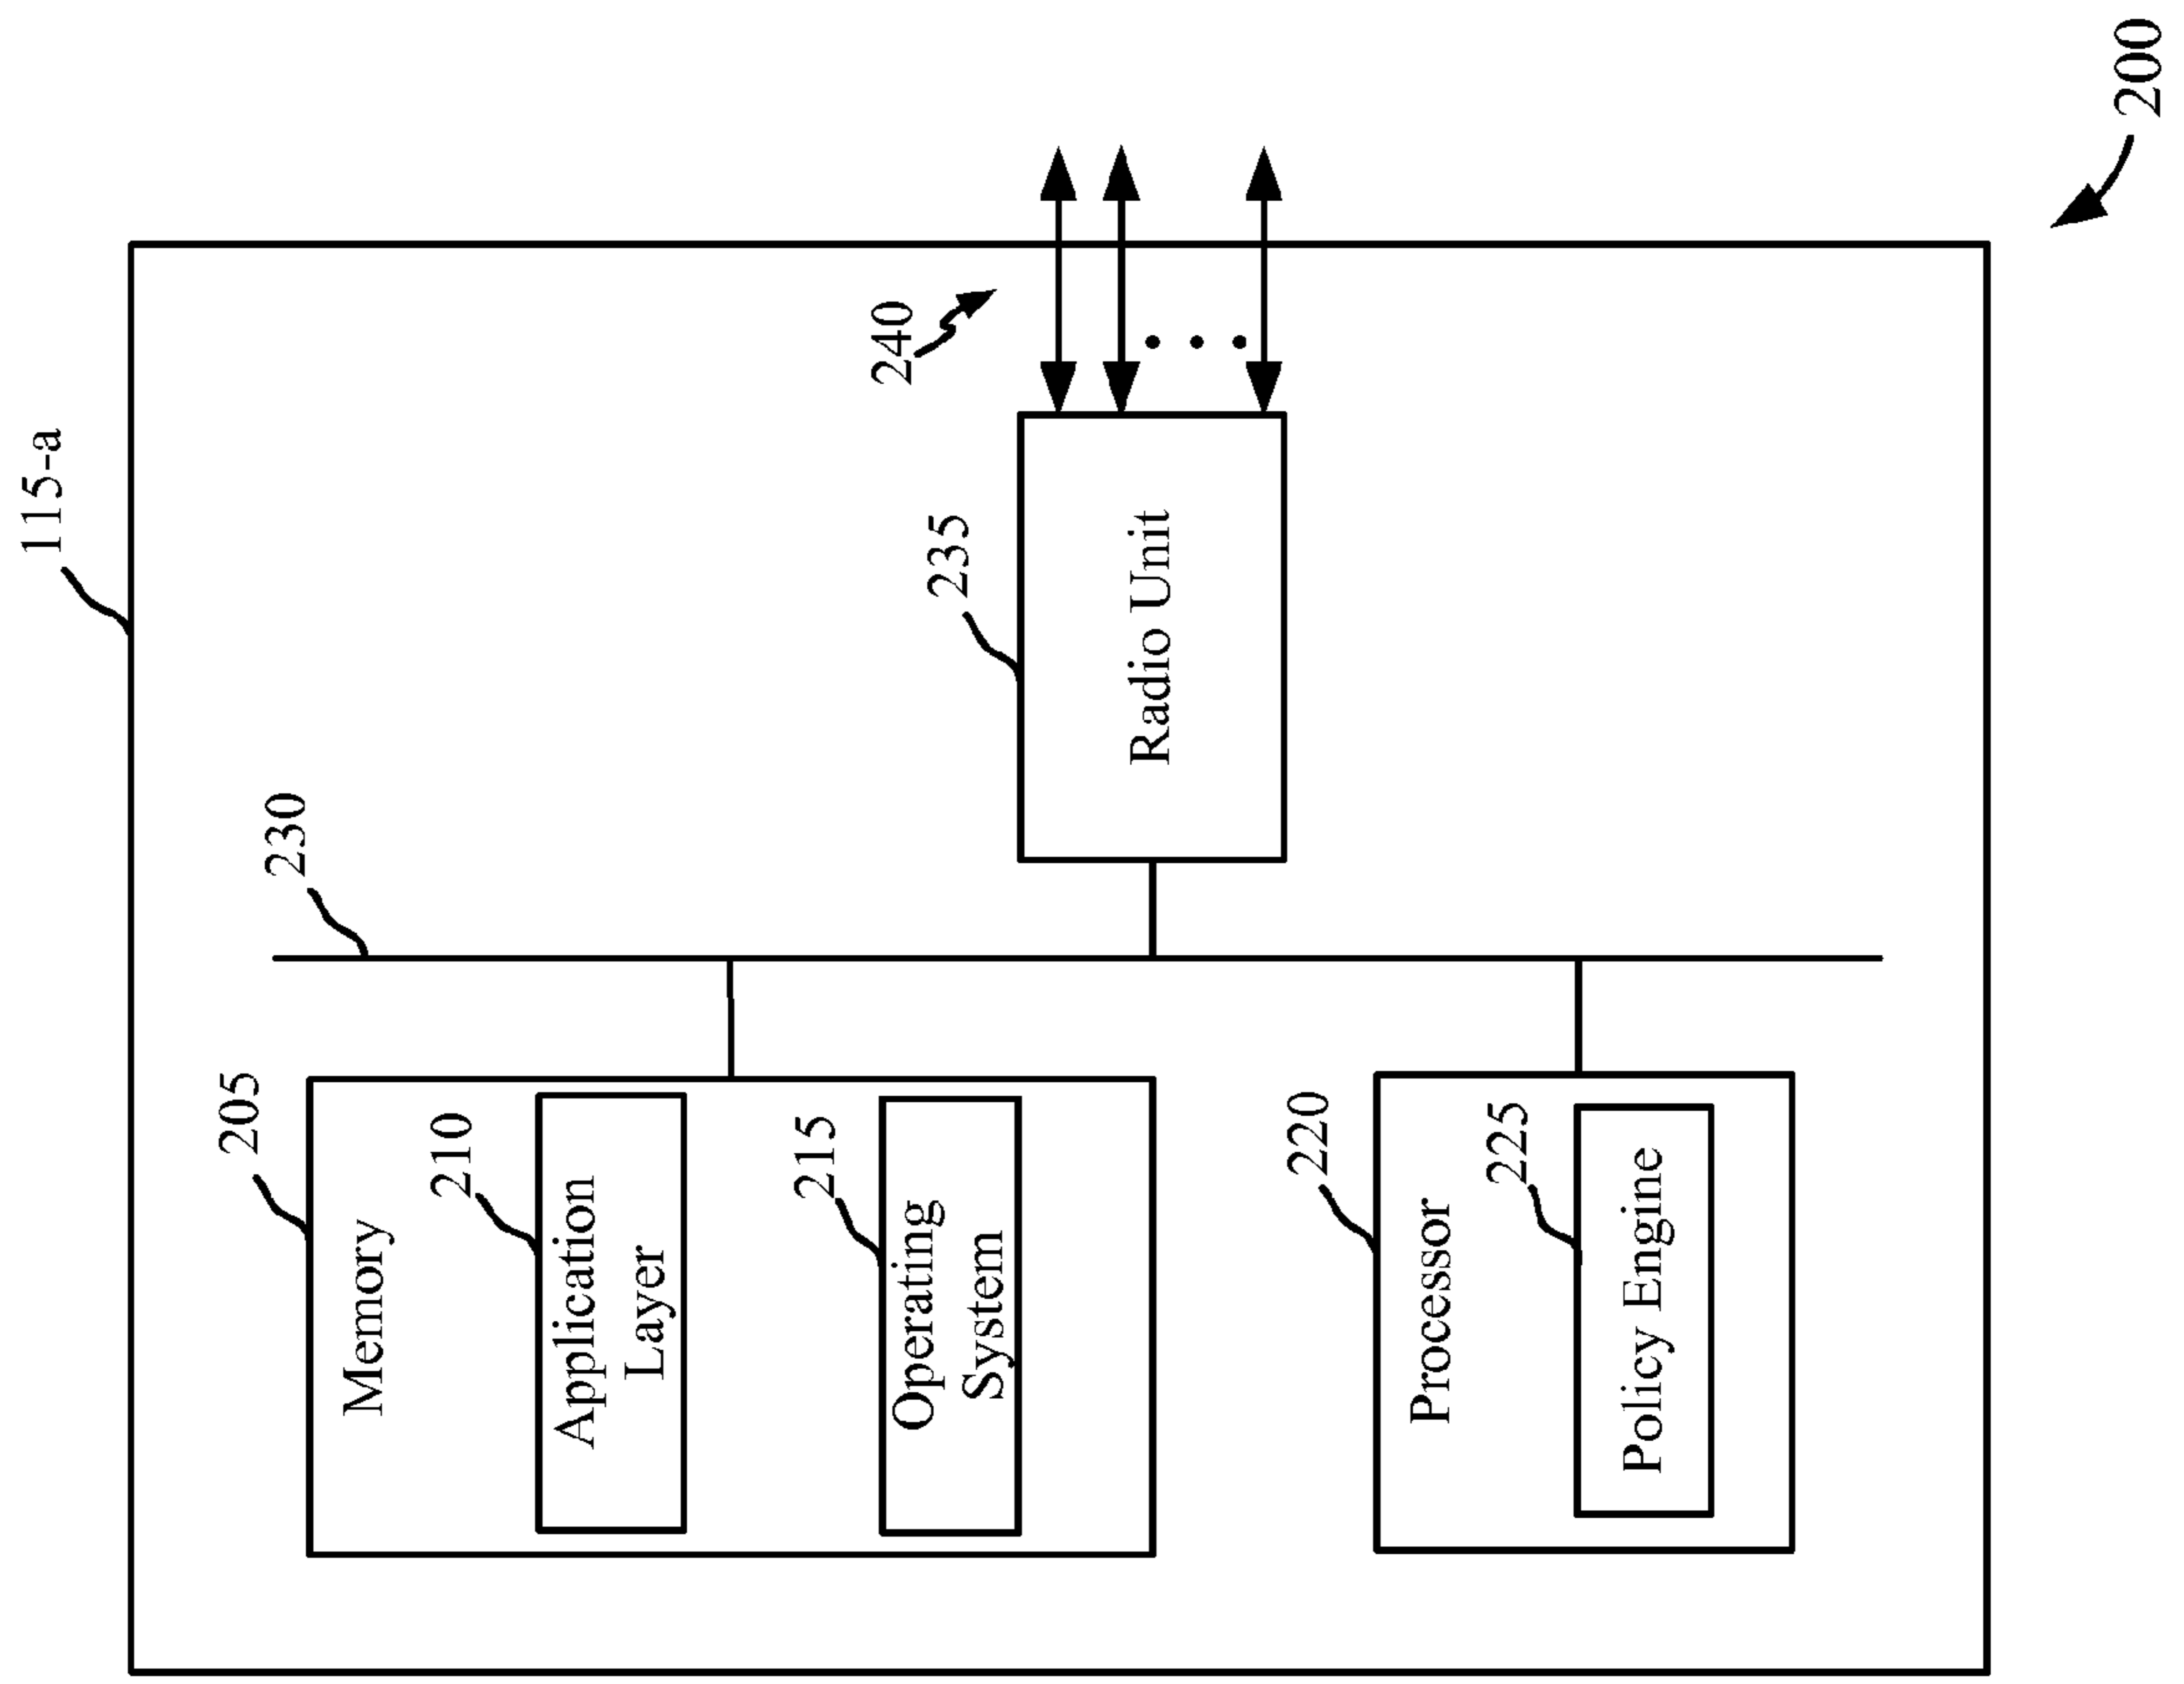 115-a
205
Memory
210
Application
Layer
215
Operating
System
220
Processor
225
Policy Engine
230
235
Radio Unit
240
200